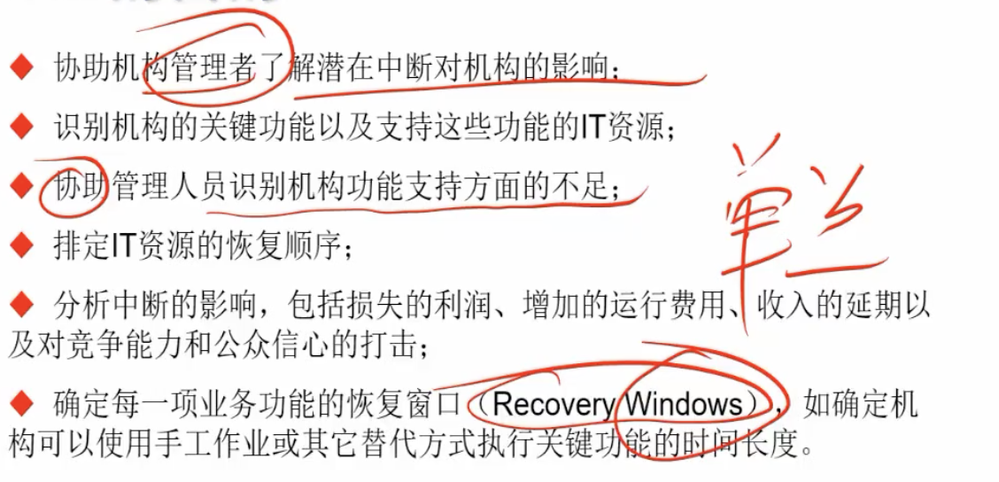 ◆ 协助机构管理者了解潜在中断对机构的影响；
◆ 识别机构的关键功能以及支持这些功能的IT资源；
◆ 协助管理人员识别机构功能支持方面的不足；
◆ 排定IT资源的恢复顺序；
◆ 分析中断的影响，包括损失的利润、增加的运行费用、收入的延期以
及对竞争能力和公众信心的打击；
◆ 确定每一项业务功能的恢复窗口（Recovery Windows），如确定机
构可以使用手工作业或其它替代方式执行关键功能的时间长度。